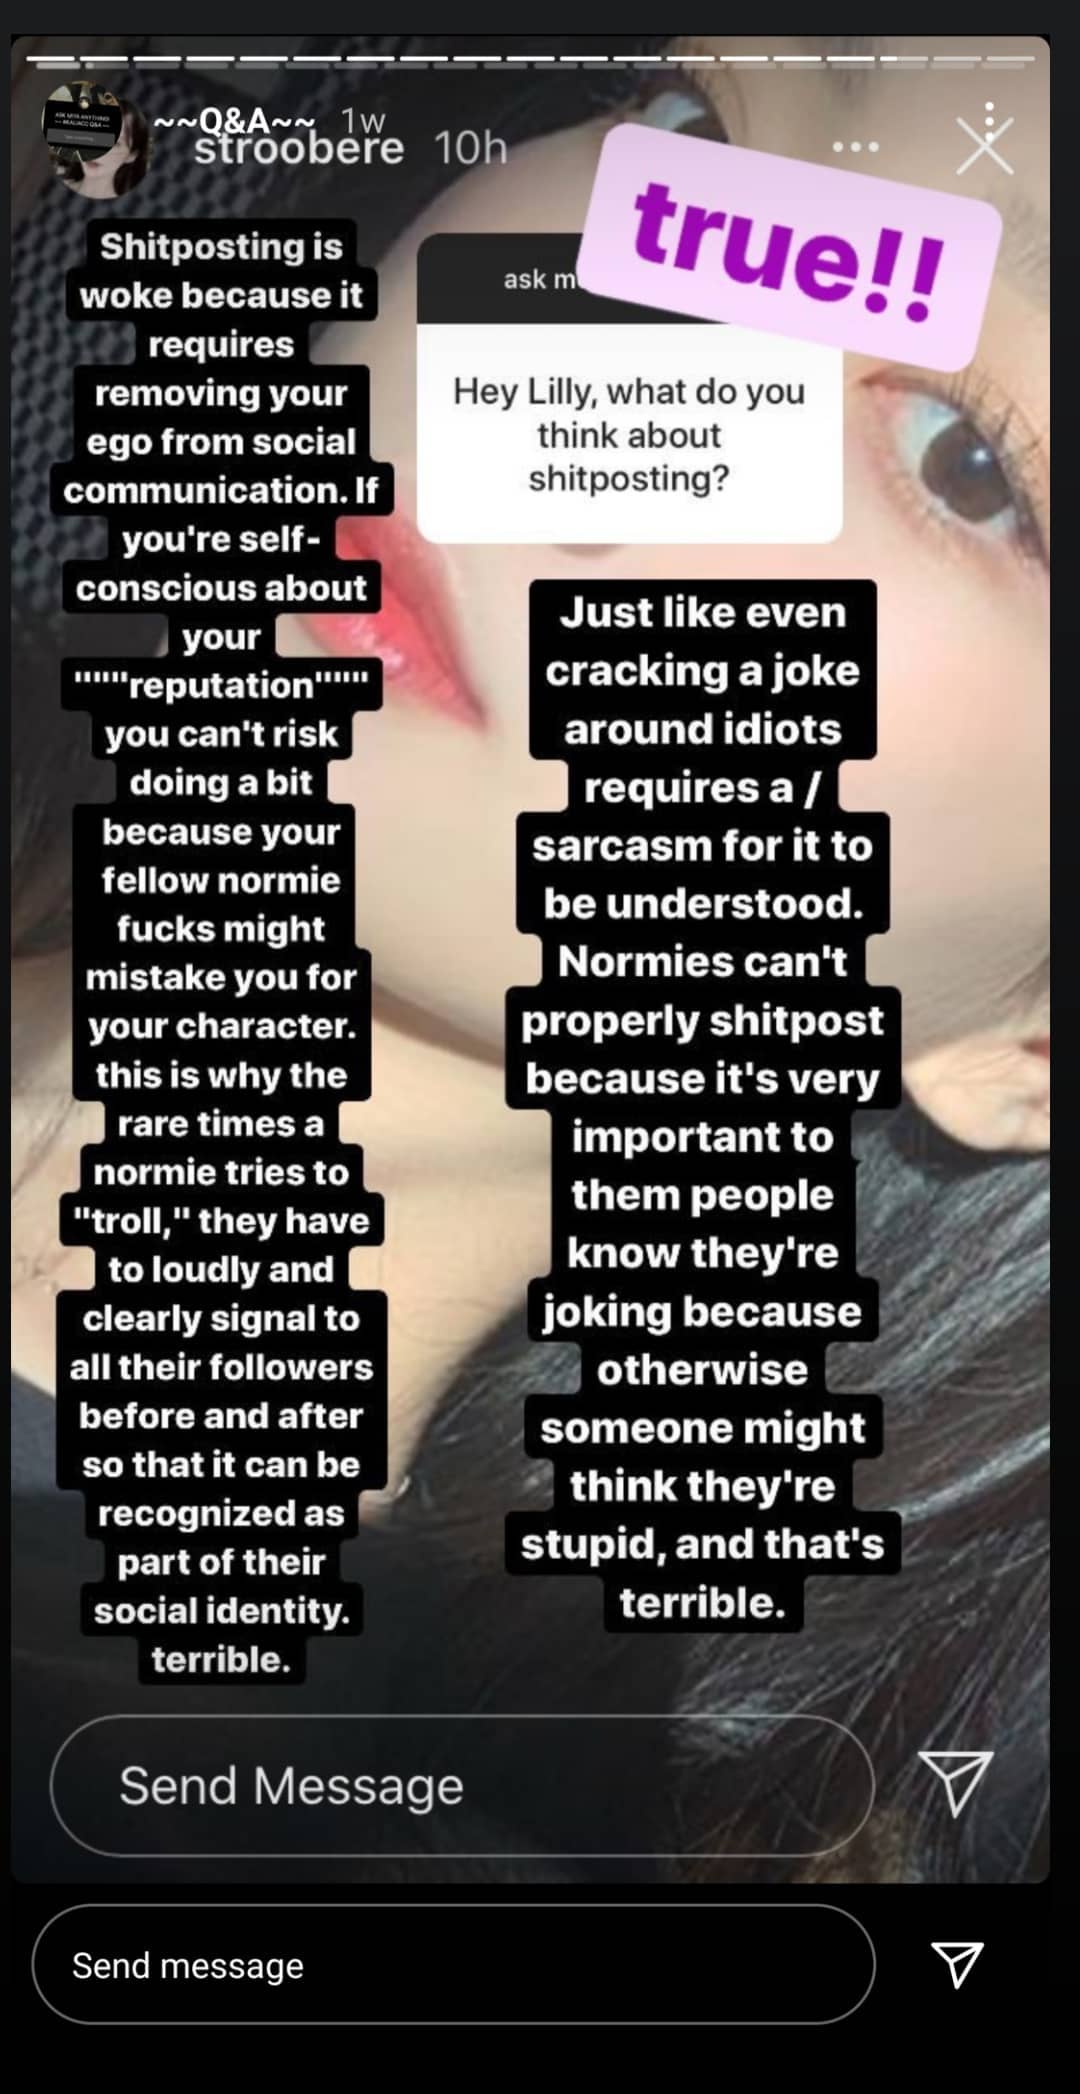 ~~Q&A~~ 1w
stroobere 10h
true!!
Shitposting is
woke because it
requires
removing your
ego from social
communication. If
you're self-
conscious about
your
"""""reputation"""""
you can't risk
doing a bit
because your
fellow normie
fucks might
mistake you for
your character.
this is why the
rare times a
normie tries to
"troll," they have
to loudly and
clearly signal to
all their followers
before and after
so that it can be
recognized as
part of their
social identity.
terrible.
ask m
Hey Lilly, what do you
think about
shitposting?
Just like even
cracking a joke
around idiots
requires a /
sarcasm for it to
be understood.
Normies can't
properly shitpost
because it's very
important to
them people
know they're
joking because
otherwise
someone might
think they're
stupid, and that's
terrible.
Send Message
Send message